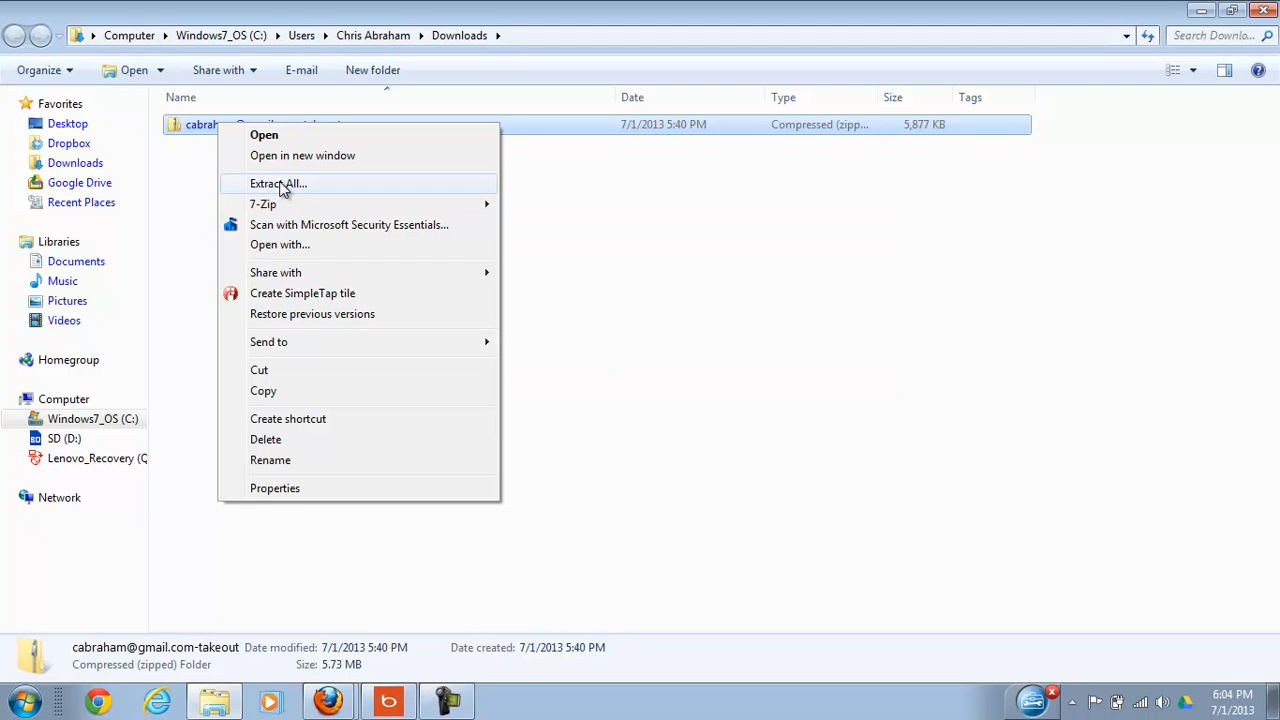 Computer Windows7_OS (C:) Users Chris Abraham Downloads Search Downlo...
Organize Open Share with E-mail New folder
Name Date Type Size Tags
Favorites
Desktop
Dropbox
Downloads
Google Drive
Recent Places
Libraries
Documents
Music
Pictures
Videos
Homegroup
Computer
Windows7_OS (C:)
SD (D:)
Lenovo_Recovery (Q
Network
7/1/2013 5:40 PM Compressed (zipp... 5,877 KB
Open
Open in new window
Extract All...
7-Zip
Scan with Microsoft Security Essentials...
Open with...
Share with
Create SimpleTap tile
Restore previous versions
Send to
Cut
Copy
Create shortcut
Delete
Rename
Properties
cabraham@gmail.com-takeout Date modified: 7/1/2013 5:40 PM Date created: 7/1/2013 5:40 PM
Compressed (zipped) Folder Size: 5.73 MB
6:04 PM
7/1/2013